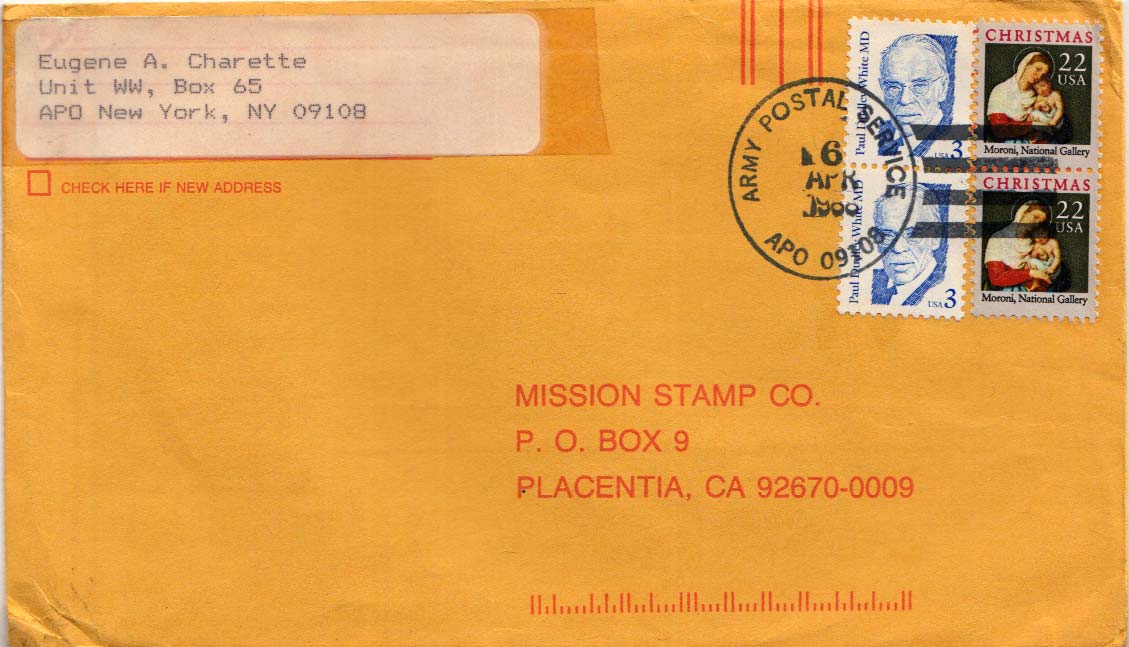 Eugene A. Charette
Unit WW, Box 65
APO New York, NY 09108
CHECK HERE IF NEW ADDRESS
Paul Dudley White MD
USA 3
CHRISTMAS
22
USA
Moroni, National Gallery
Paul Dudley White MD
USA 3
CHRISTMAS
22
USA
Moroni, National Gallery
ARMY POSTAL SERVICE
6
APR
APO 09108
MISSION STAMP CO.
P. O. BOX 9
PLACENTIA, CA 92670-0009